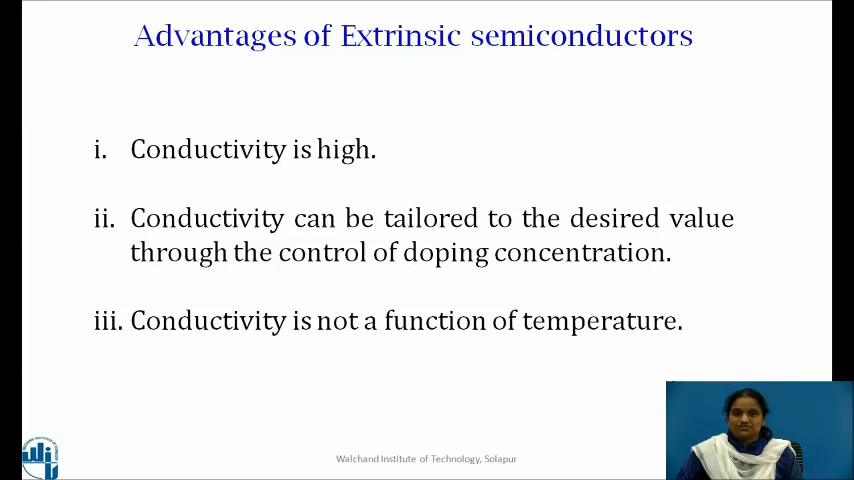 Advantages of Extrinsic semiconductors
i. Conductivity is high.
ii. Conductivity can be tailored to the desired value
through the control of doping concentration.
iii. Conductivity is not a function of temperature.
Walchand Institute of Technology, Solapur